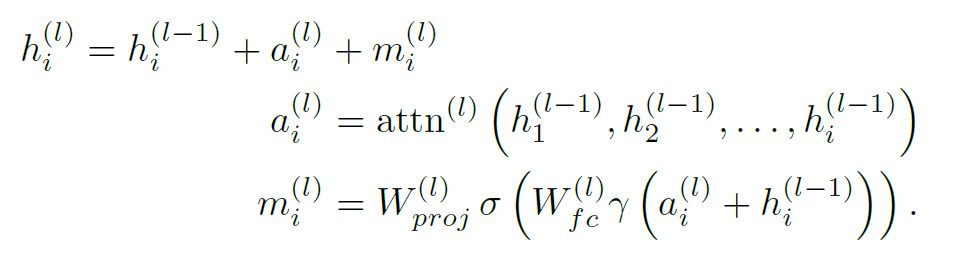 h_i^{(l)} = h_i^{(l-1)} + a_i^{(l)} + m_i^{(l)}
a_i^{(l)} = attn^{(l)} ( h_1^{(l-1)}, h_2^{(l-1)}, . . . , h_i^{(l-1)} )
m_i^{(l)} = W_{proj}^{(l)} σ ( W_{fc}^{(l)} γ ( a_i^{(l)} + h_i^{(l-1)} ) ) .